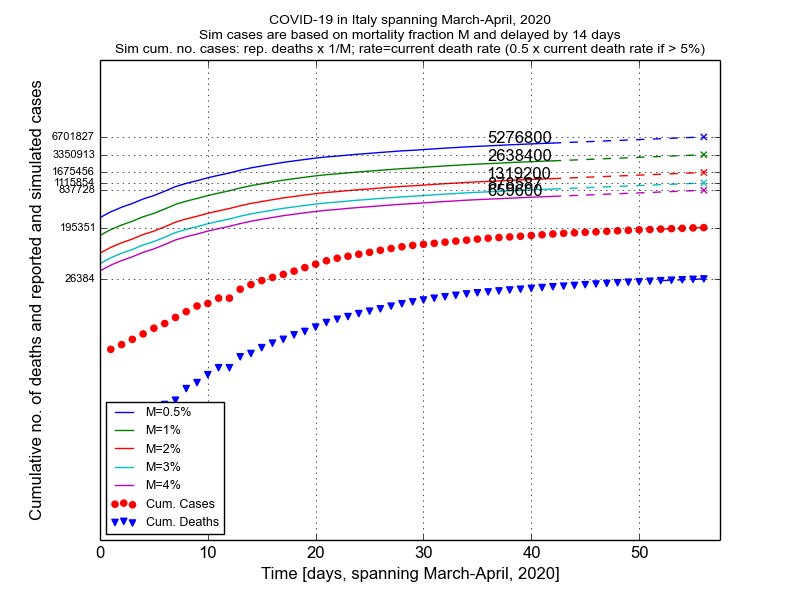 COVID-19 in Italy spanning March-April, 2020
Sim cases are based on mortality fraction M and delayed by 14 days
Sim cum. no. cases: rep. deaths x 1/M; rate=current death rate (0.5 x current death rate if > 5%)
Cumulative no. of deaths and reported and simulated cases
6701827
3350913
1675456
837728
195351
26384
5276800
2638400
1319200
659600
M=0.5%
M=1%
M=2%
M=3%
M=4%
Cum. Cases
Cum. Deaths
0 10 20 30 40 50
Time [days, spanning March-April, 2020]